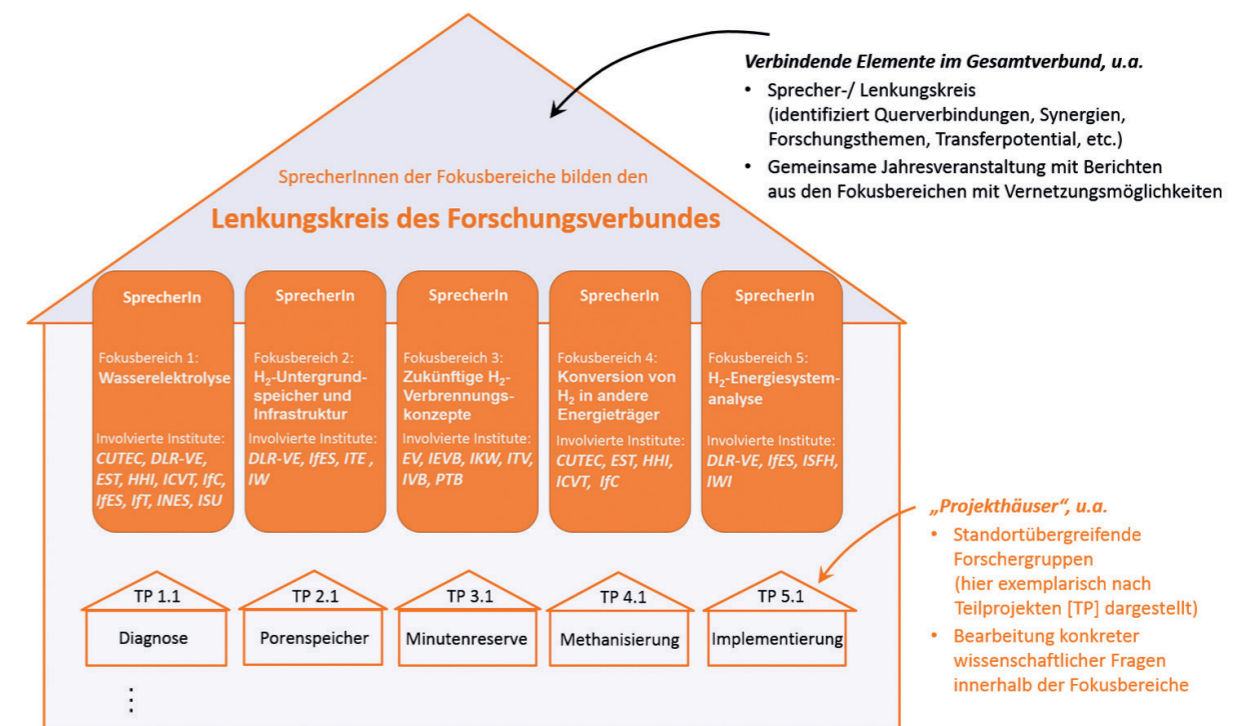 Verbindende Elemente im Gesamtverbund, u.a.
• Sprecher-/ Lenkungskreis
(identifiziert Querverbindungen, Synergien,
Forschungsthemen, Transferpotential, etc.)
• Gemeinsame Jahresveranstaltung mit Berichten
aus den Fokusbereichen mit Vernetzungsmöglichkeiten
SprecherInnen der Fokusbereiche bilden den
Lenkungskreis des Forschungsverbundes
SprecherIn
Fokusbereich 1:
Wasserelektrolyse
Involvierte Institute:
CUTEC, DLR-VE,
EST, HHI, ICVT, IfC,
IfES, IfT, INES, ISU
SprecherIn
Fokusbereich 2:
H₂-Untergrund-
speicher und
Infrastruktur
Involvierte Institute:
DLR-VE, IfES, ITE ,
IW
SprecherIn
Fokusbereich 3:
Zukünftige H₂-
Verbrennungs-
konzepte
Involvierte Institute:
EV, IEVB, IKW, ITV,
IVB, PTB
SprecherIn
Fokusbereich 4:
Konversion von
H₂ in andere
Energieträger
Involvierte Institute:
CUTEC, EST, HHI,
ICVT, IfC
SprecherIn
Fokusbereich 5:
H₂-Energiesystem-
analyse
Involvierte Institute:
DLR-VE, IfES, ISFH,
IWI
„Projekthäuser“, u.a.
• Standortübergreifende
Forschergruppen
(hier exemplarisch nach
Teilprojekten [TP] dargestellt)
• Bearbeitung konkreter
wissenschaftlicher Fragen
innerhalb der Fokusbereiche
TP 1.1
Diagnose
TP 2.1
Porenspeicher
TP 3.1
Minutenreserve
TP 4.1
Methanisierung
TP 5.1
Implementierung
⋮